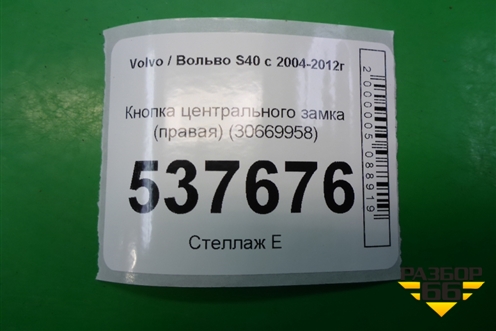 Volvo / Вольво S40 с 2004-2012г
Кнопка центрального замка
(правая) (30669958)
537676
Стеллаж Е
2000005088919
РАЗБОР
66